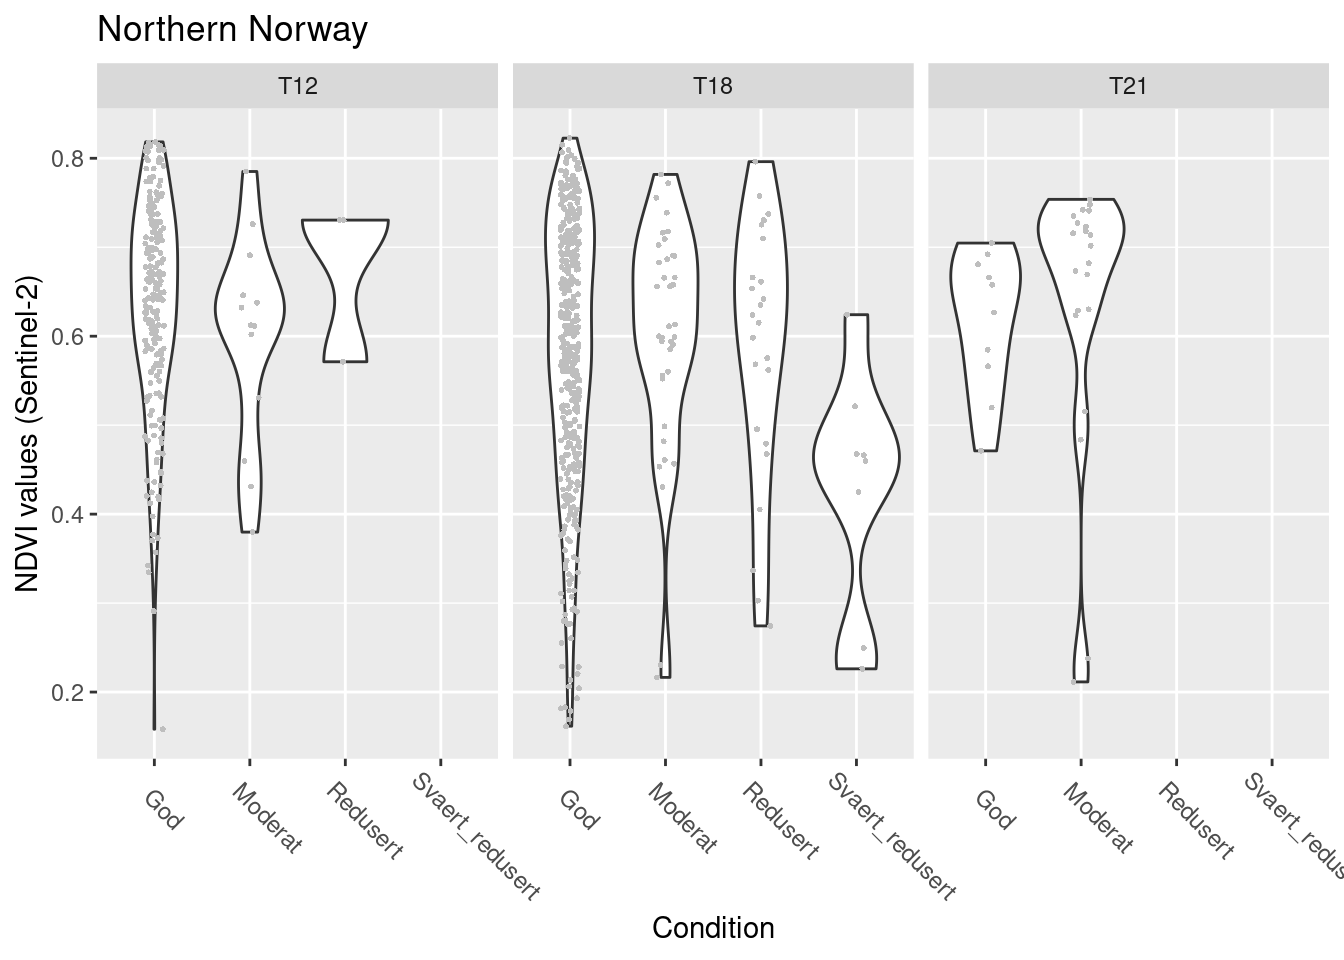 Northern Norway
T12 T18 T21
NDVI values (Sentinel-2)
0.8
0.6
0.4
0.2
God Moderat Redusert Svaert_redusert God Moderat Redusert Svaert_redusert God Moderat Redusert Svaert_redus
Condition